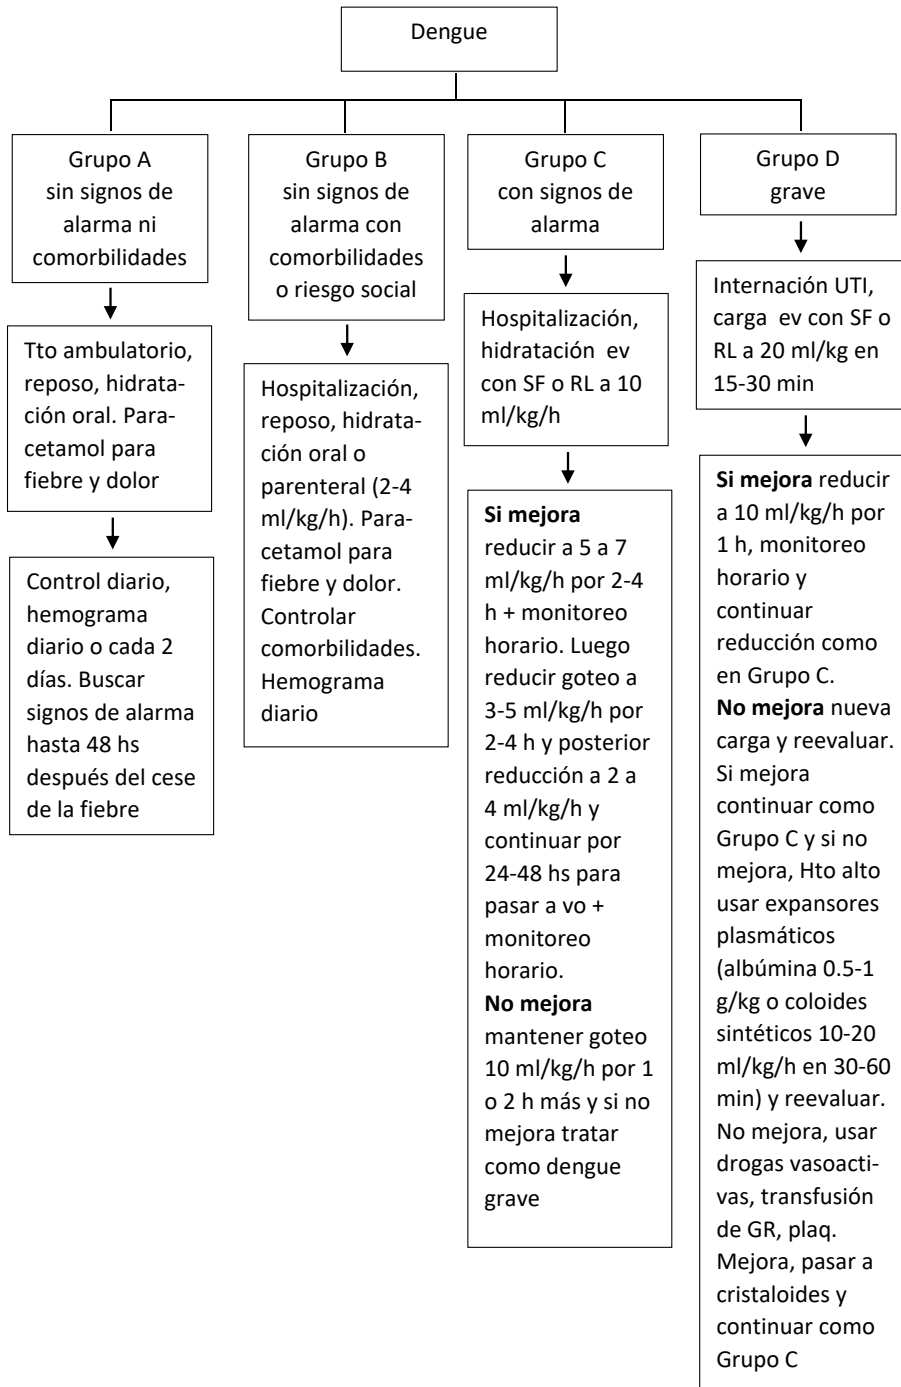 Dengue
Grupo A
sin signos de
alarma ni
comorbilidades
Tto ambulatorio,
reposo, hidrata-
ción oral. Para-
cetamol para
fiebre y dolor
Control diario,
hemograma
diario o cada 2
días. Buscar
signos de alarma
hasta 48 hs
después del cese
de la fiebre
Grupo B
sin signos de
alarma con
comorbilidades
o riesgo social
Hospitalización,
reposo, hidrata-
ción oral o
parenteral (2-4
ml/kg/h). Para-
cetamol para
fiebre y dolor.
Controlar
comorbilidades.
Hemograma
diario
Grupo C
con signos de
alarma
Hospitalización,
hidratación ev
con SF o RL a 10
ml/kg/h
Si mejora
reducir a 5 a 7
ml/kg/h por 2-4
h + monitoreo
horario. Luego
reducir goteo a
3-5 ml/kg/h por
2-4 h y posterior
reducción a 2 a
4 ml/kg/h y
continuar por
24-48 hs para
pasar a vo +
monitoreo
horario.
No mejora
mantener goteo
10 ml/kg/h por 1
o 2 h más y si no
mejora tratar
como dengue
grave
Grupo D
grave
Internación UTI,
carga ev con SF o
RL a 20 ml/kg en
15-30 min
Si mejora reducir
a 10 ml/kg/h por
1 h, monitoreo
horario y
continuar
reducción como
en Grupo C.
No mejora nueva
carga y reevaluar.
Si mejora
continuar como
Grupo C y si no
mejora, Hto alto
usar expansores
plasmáticos
(albúmina 0.5-1
g/kg o coloides
sintéticos 10-20
ml/kg/h en 30-60
min) y reevaluar.
No mejora, usar
drogas vasoacti-
vas, transfusión
de GR, plaq.
Mejora, pasar a
cristaloides y
continuar como
Grupo C